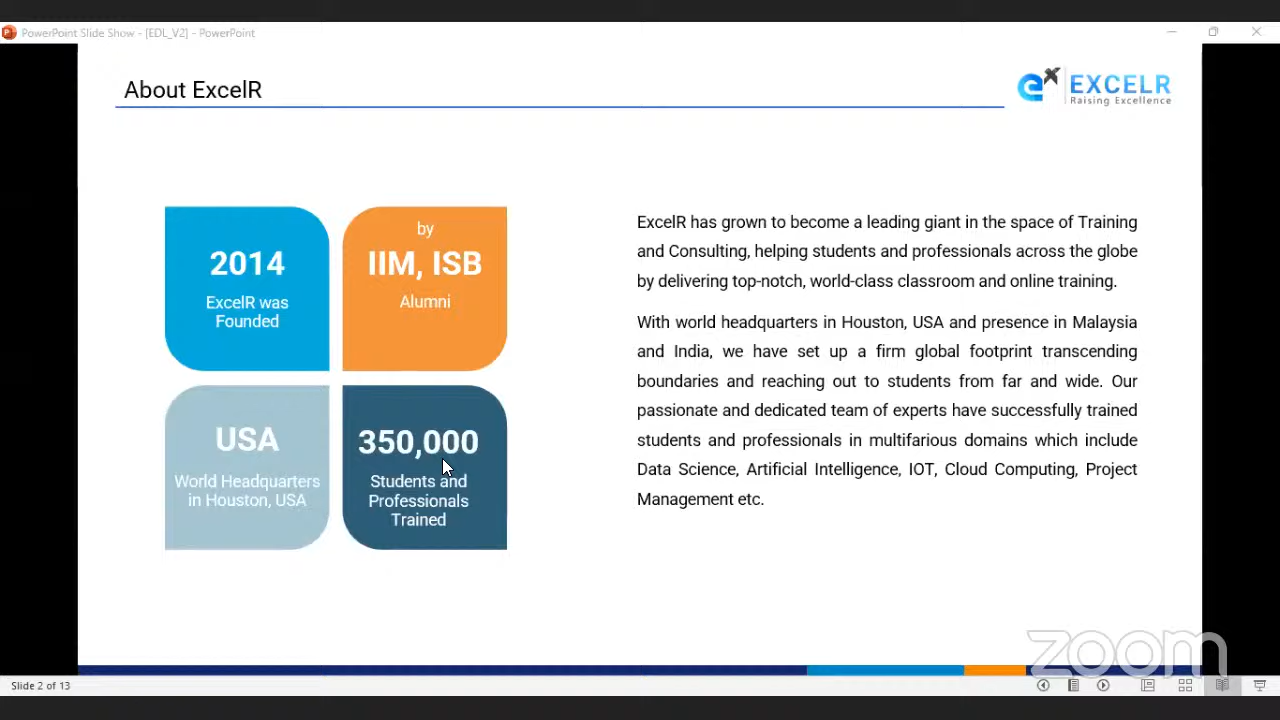 PowerPoint Slide Show - [EDL_V2] - PowerPoint
About ExcelR
EXCELR
Raising Excellence
2014
ExcelR was
Founded
by
IIM, ISB
Alumni
USA
World Headquarters
in Houston, USA
350,000
Students and
Professionals
Trained
ExcelR has grown to become a leading giant in the space of Training
and Consulting, helping students and professionals across the globe
by delivering top-notch, world-class classroom and online training.
With world headquarters in Houston, USA and presence in Malaysia
and India, we have set up a firm global footprint transcending
boundaries and reaching out to students from far and wide. Our
passionate and dedicated team of experts have successfully trained
students and professionals in multifarious domains which include
Data Science, Artificial Intelligence, IOT, Cloud Computing, Project
Management etc.
zoom
Slide 2 of 13